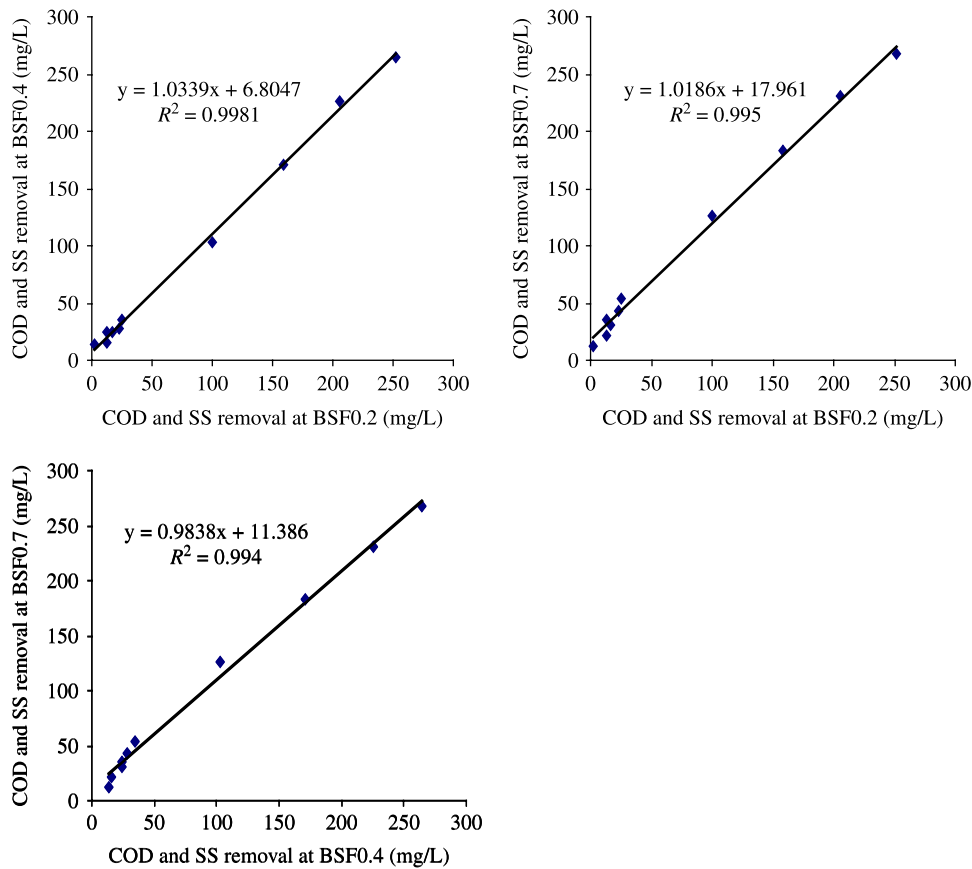 COD and SS removal at BSF0.4 (mg/L)
300
250
200
150
100
50
0
y = 1.0339x + 6.8047
R² = 0.9981
0 50 100 150 200 250 300
COD and SS removal at BSF0.2 (mg/L)
COD and SS removal at BSF0.7 (mg/L)
300
250
200
150
100
50
0
y = 1.0186x + 17.961
R² = 0.995
0 50 100 150 200 250 300
COD and SS removal at BSF0.2 (mg/L)
COD and SS removal at BSF0.7 (mg/L)
300
250
200
150
100
50
0
y = 0.9838x + 11.386
R² = 0.994
0 50 100 150 200 250 300
COD and SS removal at BSF0.4 (mg/L)